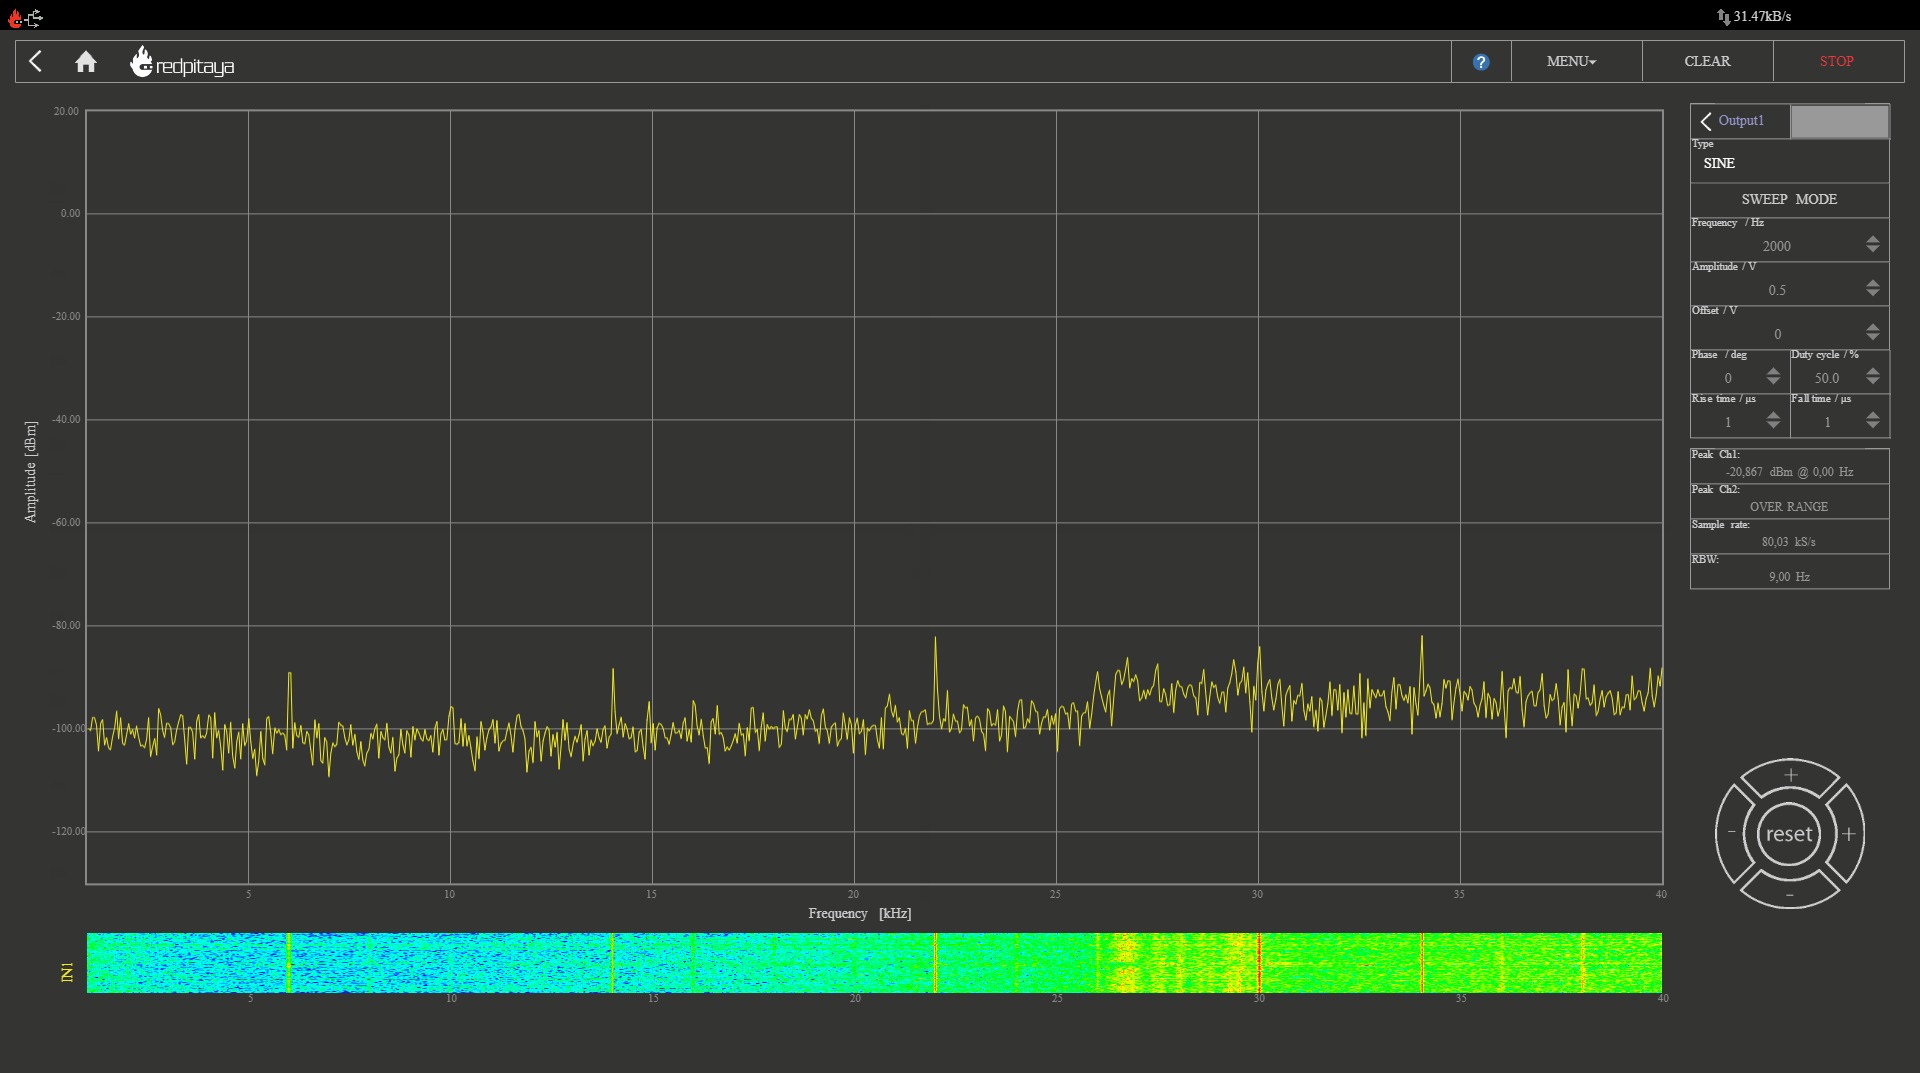 31.47kB/s
redpitaya
?
MENU
CLEAR
STOP
20.00
0.00
-20.00
-40.00
-60.00
-80.00
-100.00
-120.00
Amplitude [dBm]
5 10 15 20 25 30 35 40
Frequency [kHz]
IN1
5 10 15 20 25 30 35 40
Output1
Type
SINE
SWEEP MODE
Frequency / Hz
2000
Amplitude / V
0.5
Offset / V
0
Phase / deg Duty cycle / %
0 50.0
Rise time / µs Fall time / µs
1 1
Peak Ch1:
-20,867 dBm @ 0,00 Hz
Peak Ch2:
OVER RANGE
Sample rate:
80,03 kS/s
RBW:
9,00 Hz
+
- reset +
-